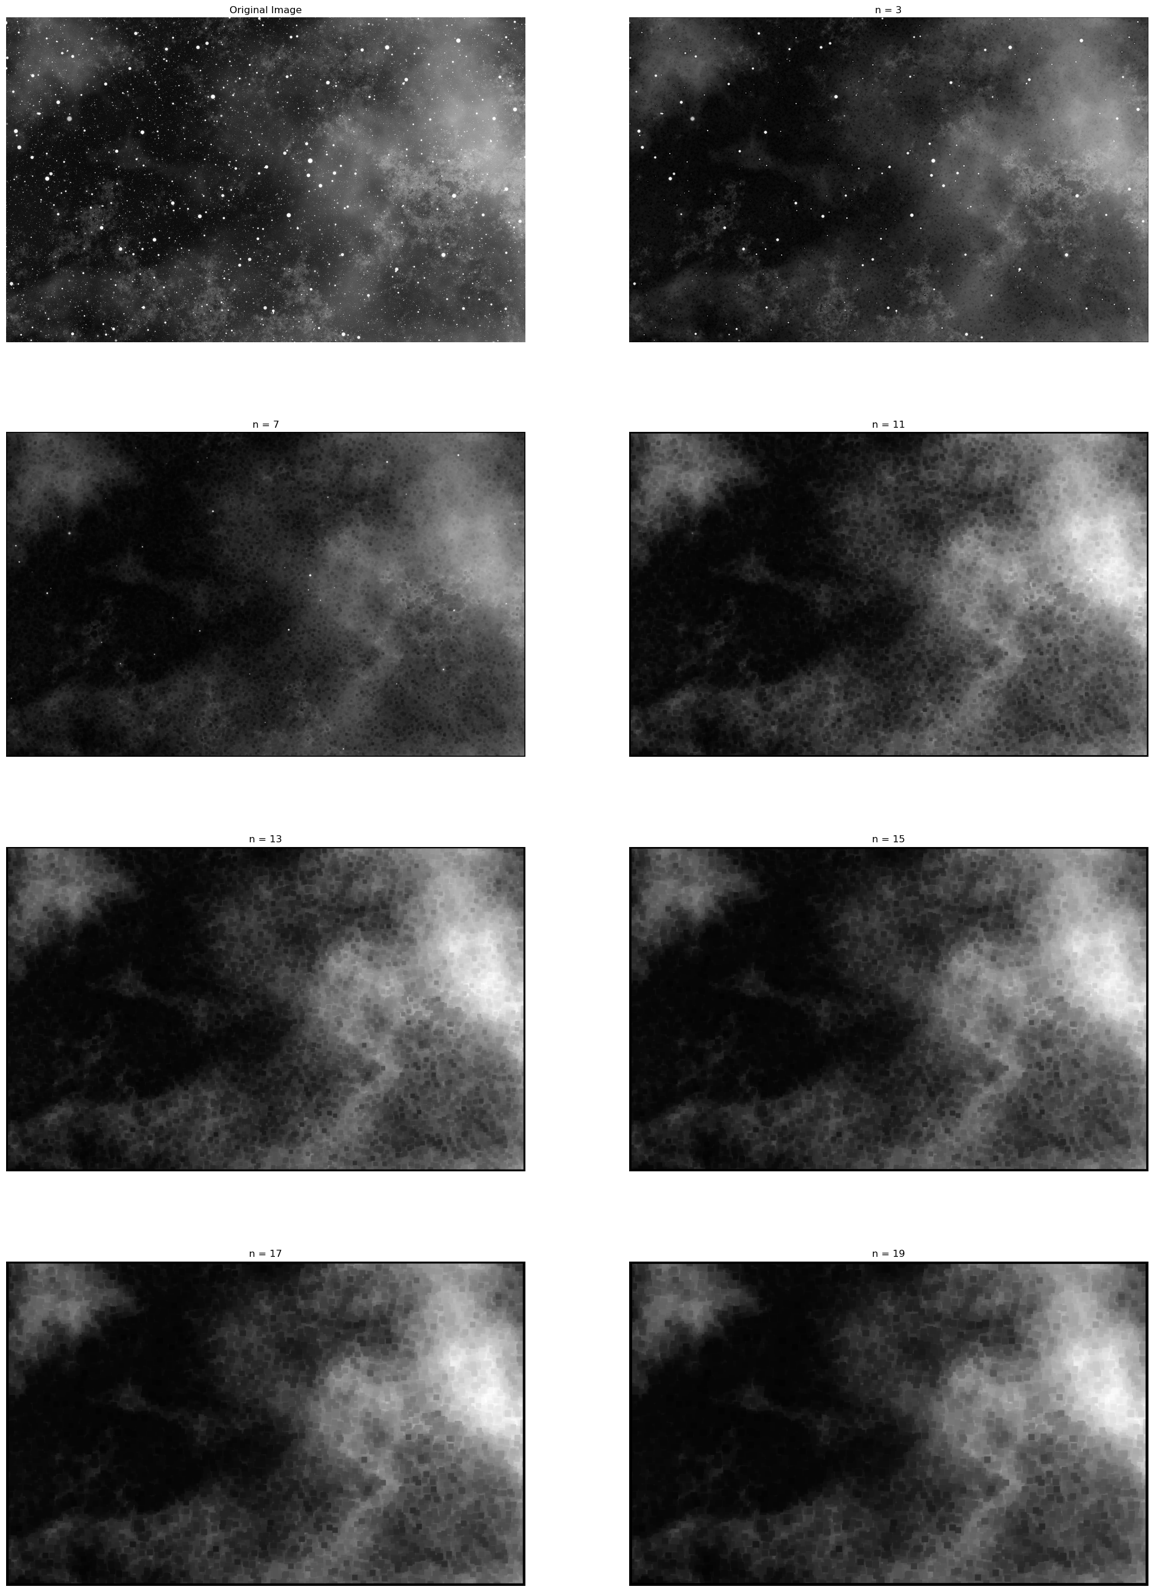 Original Image
n = 3
n = 7
n = 11
n = 13
n = 15
n = 17
n = 19